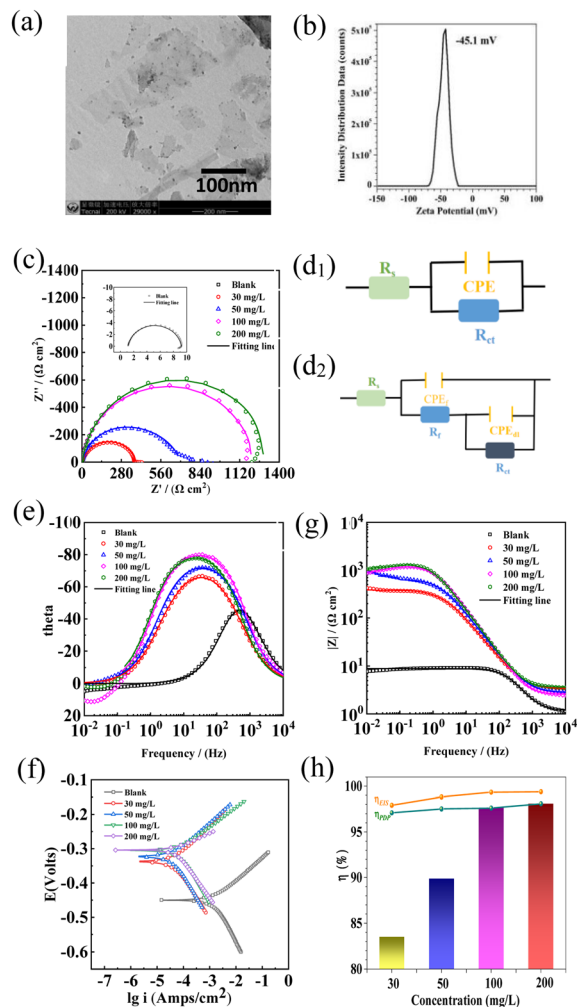 (a)
100nm
Tecnai 200 kV 29000 x 200 nm
(b)
Intensity Distribution Data (counts)
5x10⁵
4x10⁵
3x10⁵
2x10⁵
1x10⁵
0
-45.1 mV
-150 -100 -50 0 50 100
Zeta Potential (mV)
(c)
Z'' (Ω cm²)
-1400
-1200
-1000
-800
-600
-400
-200
0
-10
-8
-6
-4
-2
0
0 2 4 6 8 10
Blank
Fitting line
Blank
30 mg/L
50 mg/L
100 mg/L
200 mg/L
Fitting line
0 280 560 840 1120 1400
Z' / (Ω cm²)
(d₁)
Rs
CPE
Rct
(d₂)
Rs
CPEf
Rf
CPEdl
Rct
(e)
theta
-100
-80
-60
-40
-20
0
20
Blank
30 mg/L
50 mg/L
100 mg/L
200 mg/L
Fitting line
10⁻² 10⁻¹ 10⁰ 10¹ 10² 10³ 10⁴
Frequency / (Hz)
(g)
|Z| / (Ω cm²)
10⁴
10³
10²
10¹
10⁰
Blank
30 mg/L
50 mg/L
100 mg/L
200 mg/L
Fitting line
10⁻² 10⁻¹ 10⁰ 10¹ 10² 10³ 10⁴
Frequency / (Hz)
(f)
E(Volts)
-0.1
-0.2
-0.3
-0.4
-0.5
-0.6
Blank
30 mg/L
50 mg/L
100 mg/L
200 mg/L
-7 -6 -5 -4 -3 -2 -1 0
lg i (Amps/cm²)
(h)
η (%)
100
95
90
85
80
ηEIS
ηPDP
30 50 100 200
Concentration (mg/L)